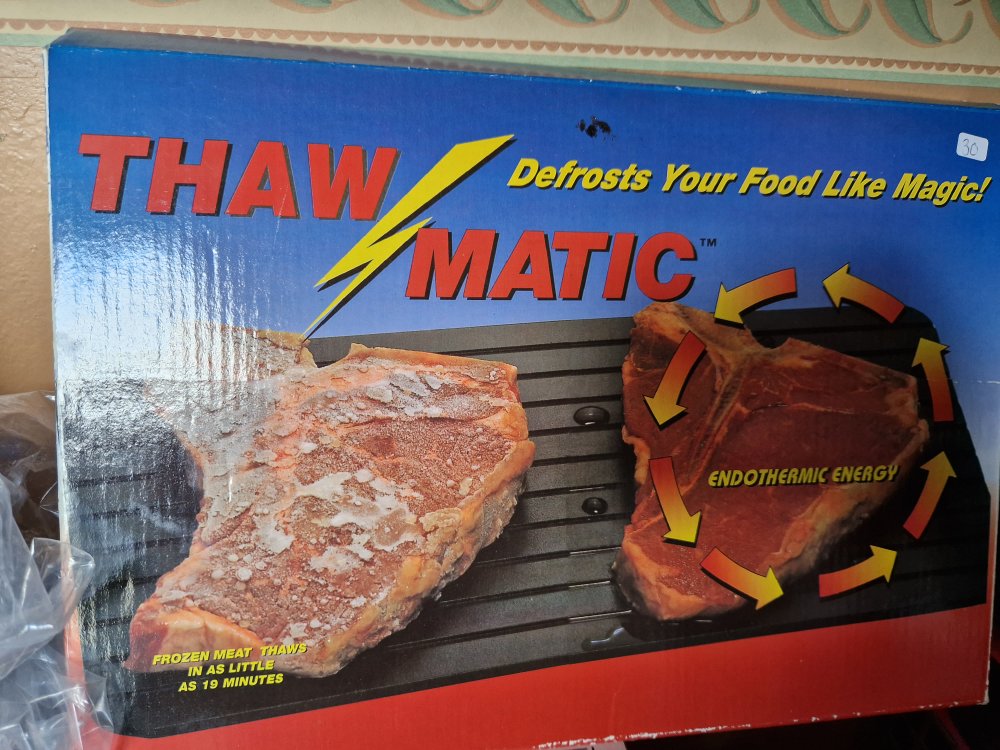 THAW
MATIC™
Defrosts Your Food Like Magic!
30
ENDOTHERMIC ENERGY
FROZEN MEAT THAWS
IN AS LITTLE
AS 19 MINUTES